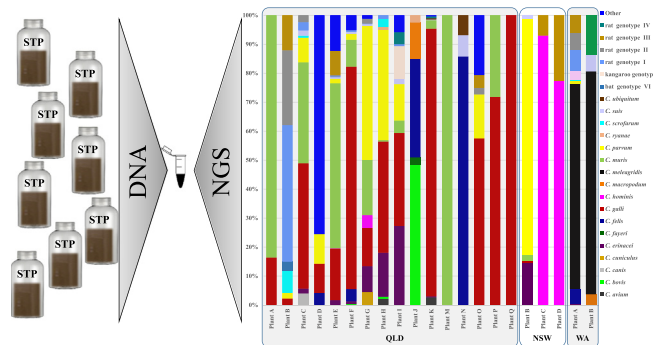 STP
STP
STP
STP
STP
STP
STP
STP
DNA
NGS
100%
90%
80%
70%
60%
50%
40%
30%
20%
10%
0%
Plant A
Plant B
Plant C
Plant D
Plant E
Plant F
Plant G
Plant H
Plant I
Plant J
Plant K
Plant M
Plant N
Plant O
Plant P
Plant Q
Plant B
Plant C
Plant D
Plant A
Plant B
QLD
NSW
WA
Other
rat genotype IV
rat genotype III
rat genotype II
rat genotype I
kangaroo genotyp
bat genotype VI
C. ubiquitum
C. suis
C. scrofarum
C. ryanae
C. parvum
C. muris
C. meleagridis
C. macropodum
C. hominis
C. galli
C. felis
C. fayeri
C. erinacei
C. cuniculus
C. canis
C. bovis
C. avium